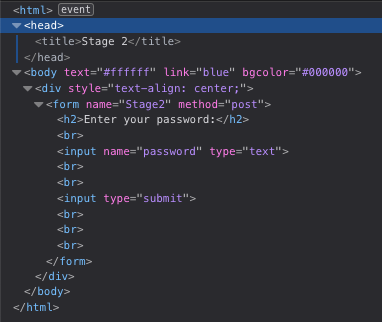 <html> event
<head>
<title>Stage 2</title>
</head>
<body text="#ffffff" link="blue" bgcolor="#000000">
<div style="text-align: center;">
<form name="Stage2" method="post">
<h2>Enter your password:</h2>
<br>
<input name="password" type="text">
<br>
<br>
<input type="submit">
<br>
<br>
<br>
</form>
</div>
</body>
</html>